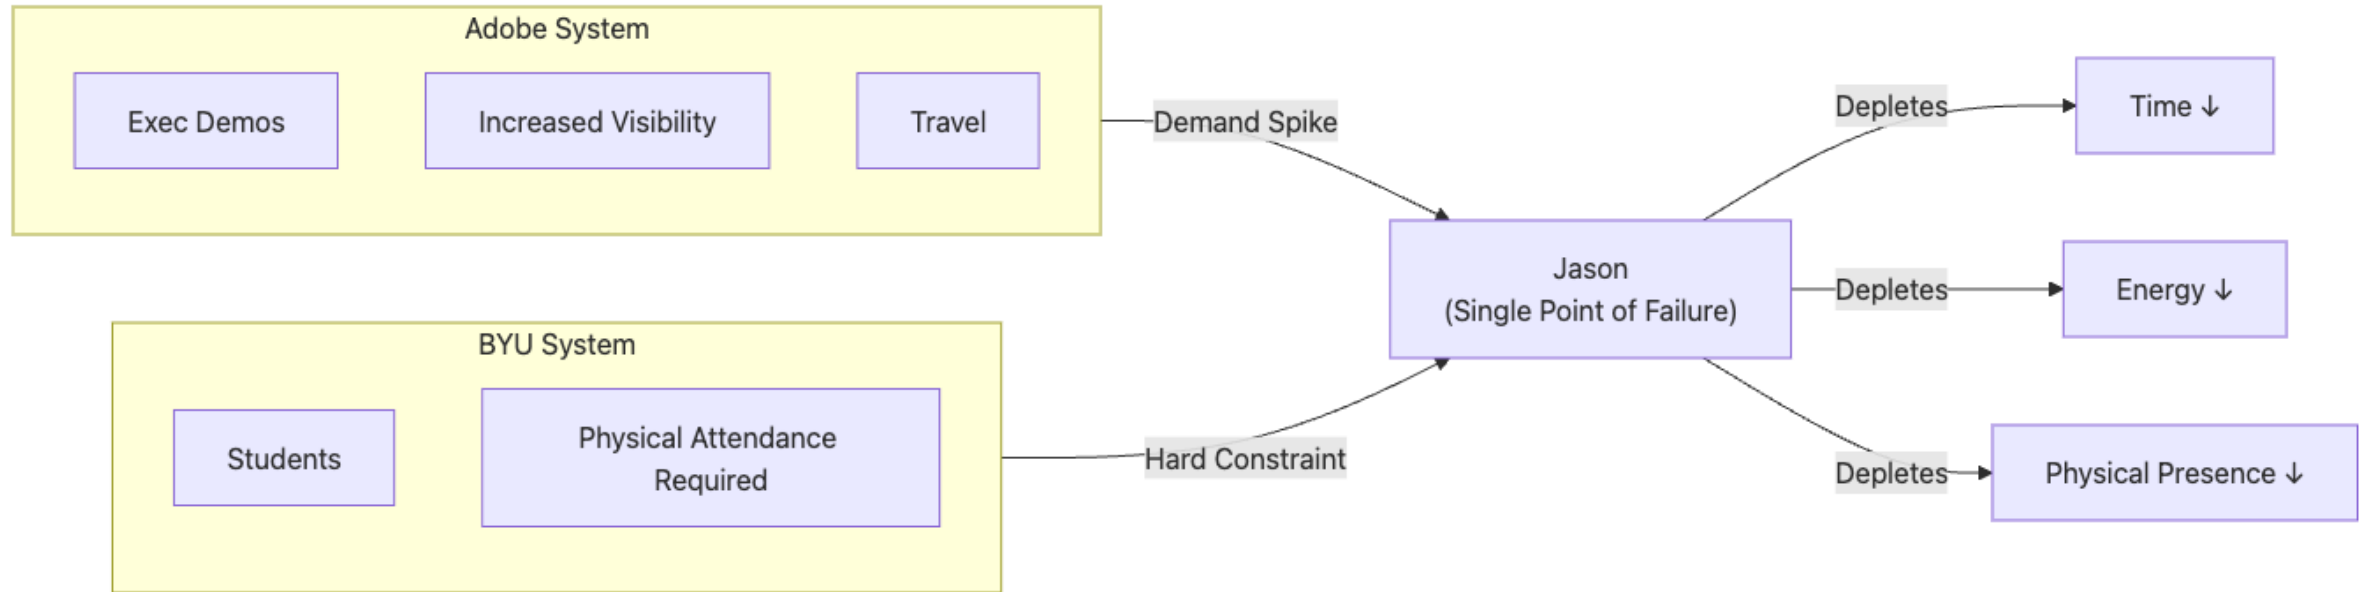 Adobe System
Exec Demos
Increased Visibility
Travel
Demand Spike
BYU System
Students
Physical Attendance
Required
Hard Constraint
Jason
(Single Point of Failure)
Depletes
Time ↓
Depletes
Energy ↓
Depletes
Physical Presence ↓